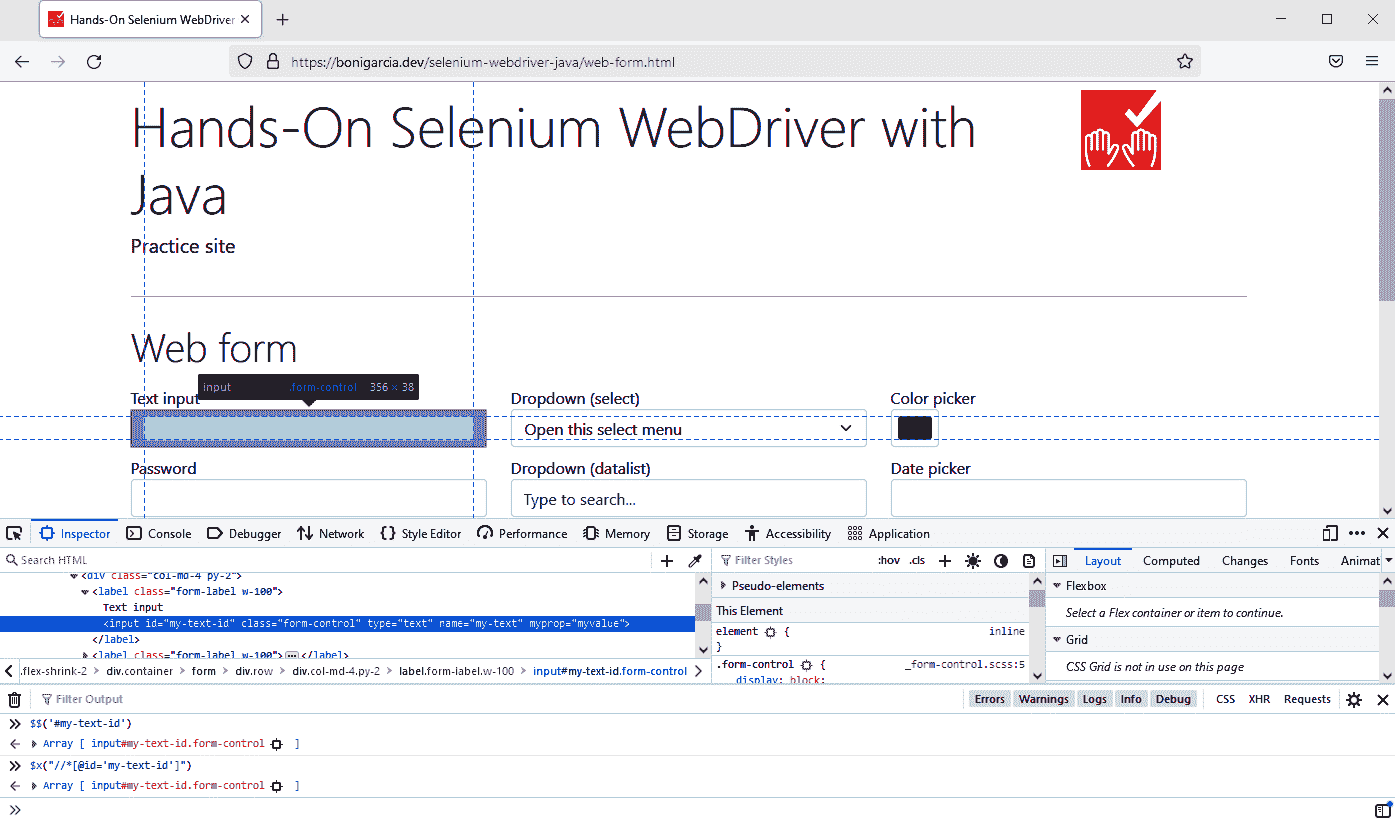 Hands-On Selenium WebDriver
https://bonigarcia.dev/selenium-webdriver-java/web-form.html
Hands-On Selenium WebDriver with
Java
Practice site
Web form
input .form-control 356 × 38
Text input Dropdown (select) Color picker
Open this select menu
Password Dropdown (datalist) Date picker
Type to search...
Inspector Console Debugger Network Style Editor Performance Memory Storage Accessibility Application
Search HTML Filter Styles :hov .cls Layout Computed Changes Fonts Animat
<div class="col-md-4 py-2">
<label class="form-label w-100">
Text input
<input id="my-text-id" class="form-control" type="text" name="my-text" myprop="myvalue">
</label>
<label class="form-label w-100"> </label>
Pseudo-elements
This Element
element { inline
}
.form-control { _form-control.scss:5
display: block;
Flexbox
Select a Flex container or item to continue.
Grid
CSS Grid is not in use on this page
.flex-shrink-2 div.container form div.row div.col-md-4.py-2 label.form-label.w-100 input#my-text-id.form-control
Filter Output Errors Warnings Logs Info Debug CSS XHR Requests
$$('#my-text-id')
Array [ input#my-text-id.form-control ]
$x("//*[@id='my-text-id']")
Array [ input#my-text-id.form-control ]